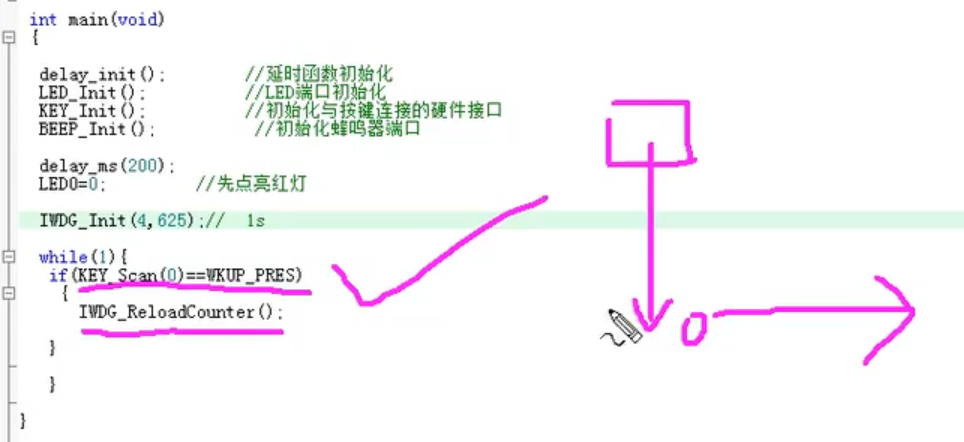 int main(void)
{
delay_init(); //延时函数初始化
LED_Init(); //LED端口初始化
KEY_Init(); //初始化与按键连接的硬件接口
BEEP_Init(); //初始化蜂鸣器端口
delay_ms(200);
LED0=0; //先点亮红灯
IWDG_Init(4,625);// 1s
while(1){
if(KEY_Scan(0)==WKUP_PRES)
{
IWDG_ReloadCounter();
}
}
}
0